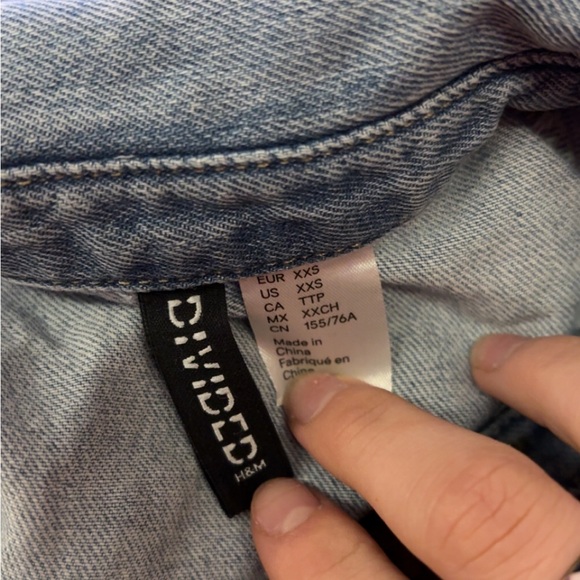 EUR XXS
US XXS
CA TTP
MX XXCH
CN 155/76A
Made in
China
Fabriqué en
Chine
DIVIDED
H&M